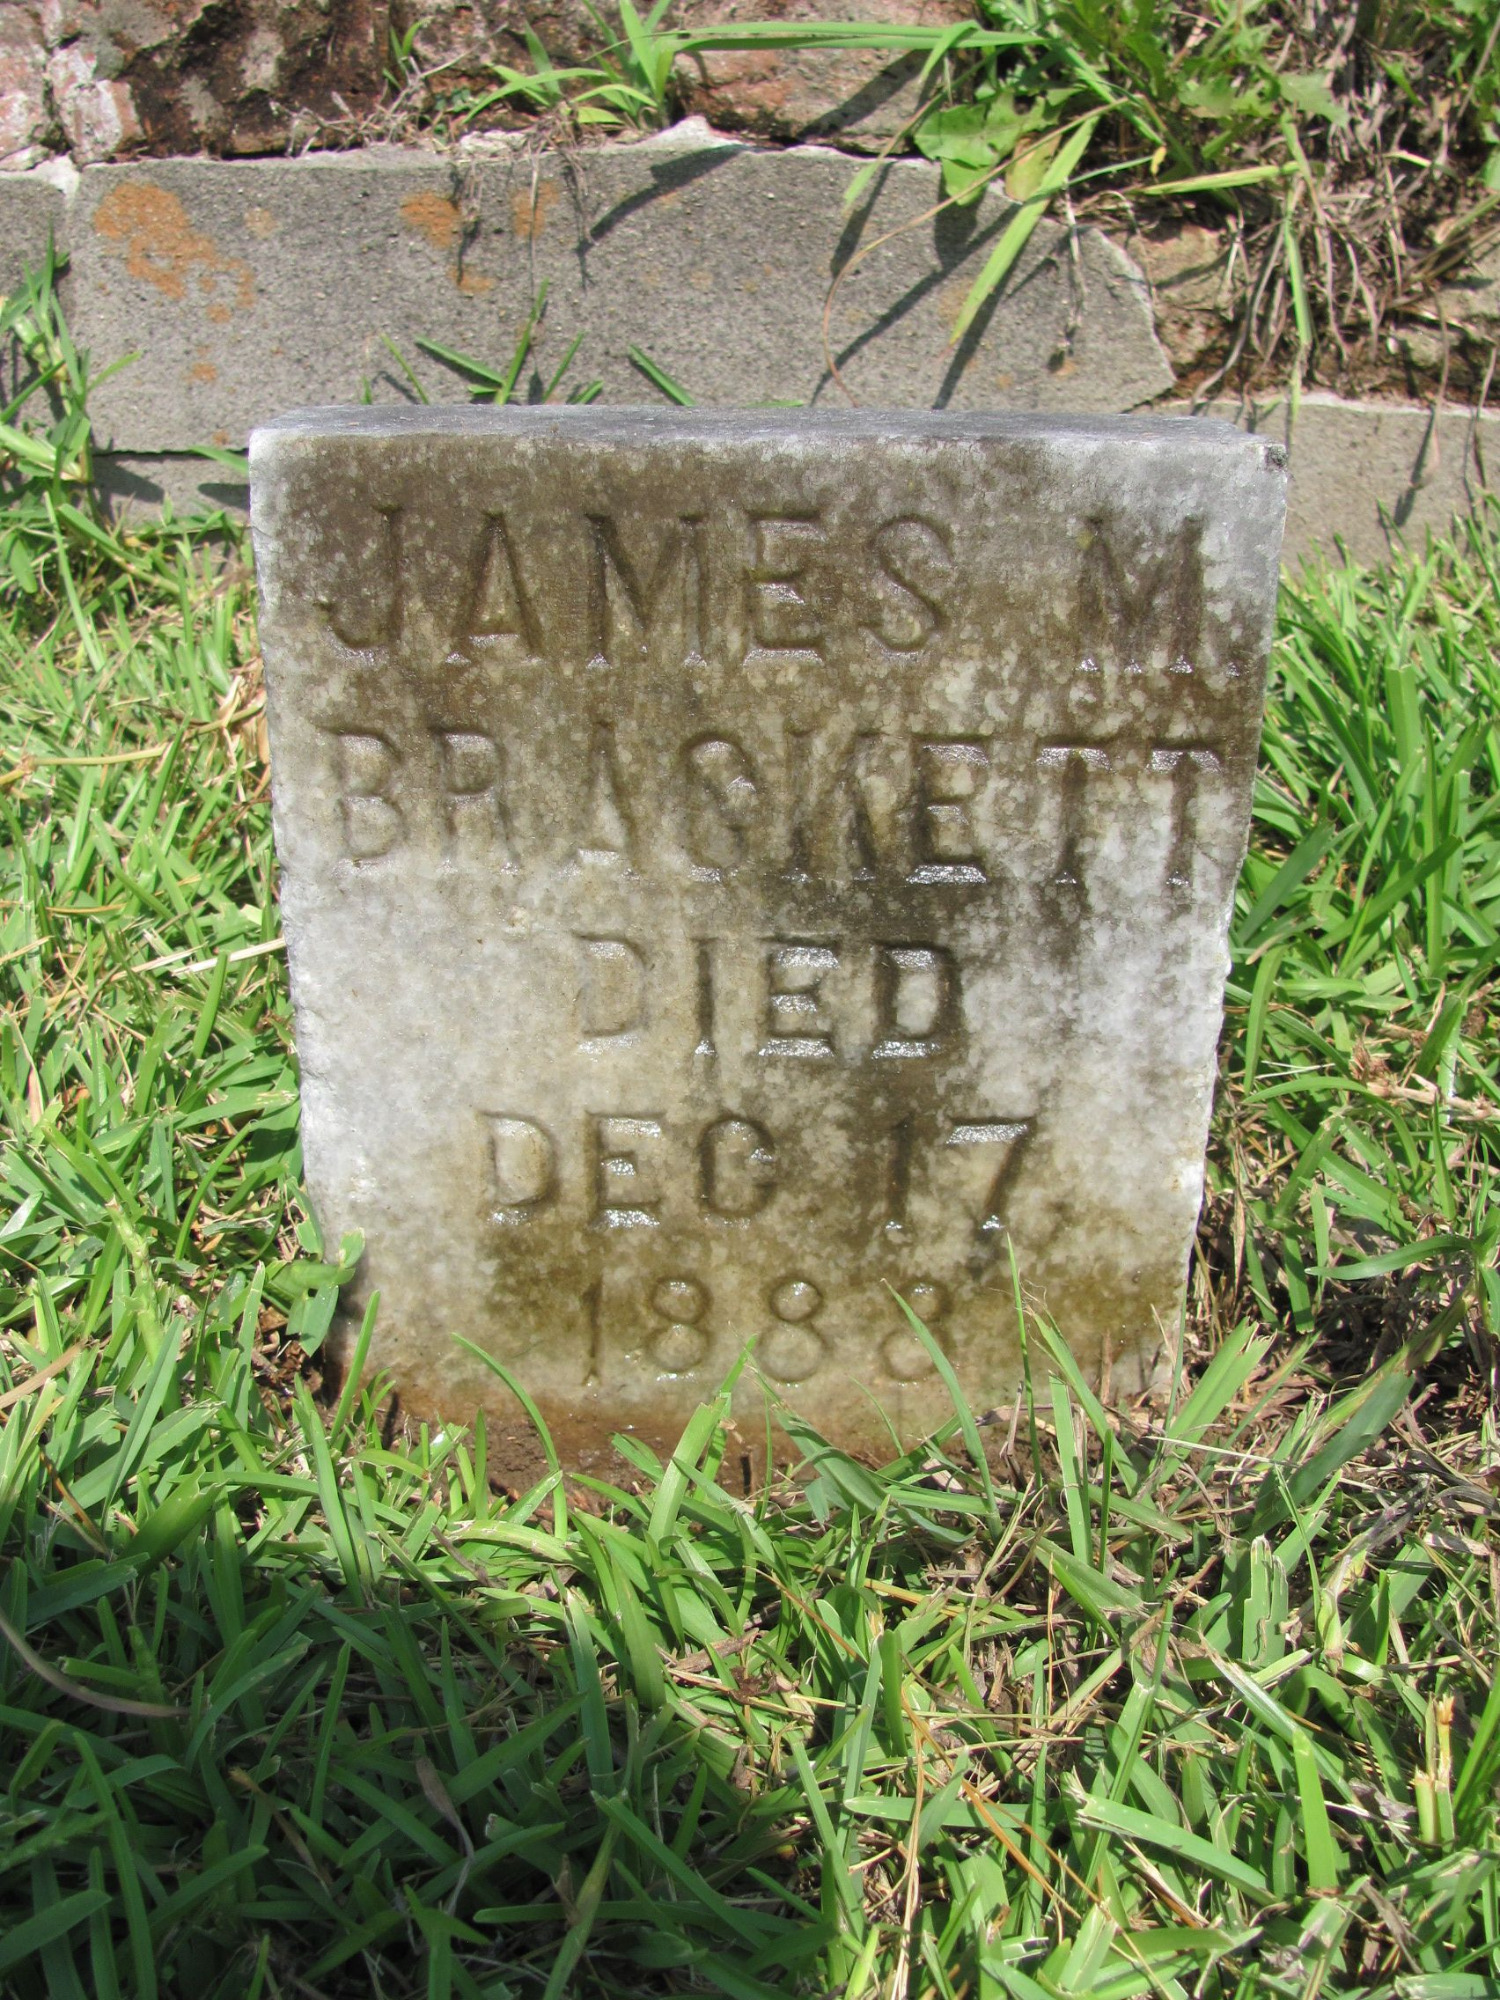 JAMES M.
BRACKETT
DIED
DEC. 17
1888